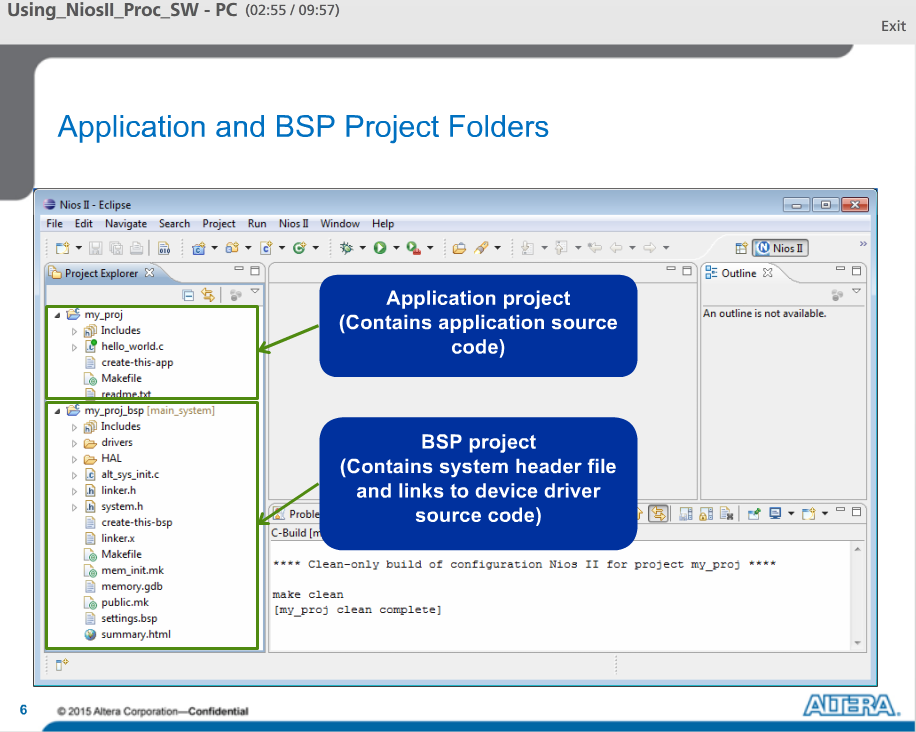 Using_NiosII_Proc_SW - PC (02:55 / 09:57)
Exit
Application and BSP Project Folders
Nios II - Eclipse
File Edit Navigate Search Project Run Nios II Window Help
Nios II
Project Explorer
Outline
An outline is not available.
my_proj
Includes
hello_world.c
create-this-app
Makefile
readme.txt
my_proj_bsp [main_system]
Includes
drivers
HAL
alt_sys_init.c
linker.h
system.h
create-this-bsp
linker.x
Makefile
mem_init.mk
memory.gdb
public.mk
settings.bsp
summary.html
Application project
(Contains application source
code)
BSP project
(Contains system header file
and links to device driver
source code)
Proble
C-Build [m
**** Clean-only build of configuration Nios II for project my_proj ****
make clean
[my_proj clean complete]
6
© 2015 Altera Corporation—Confidential
ALTERA